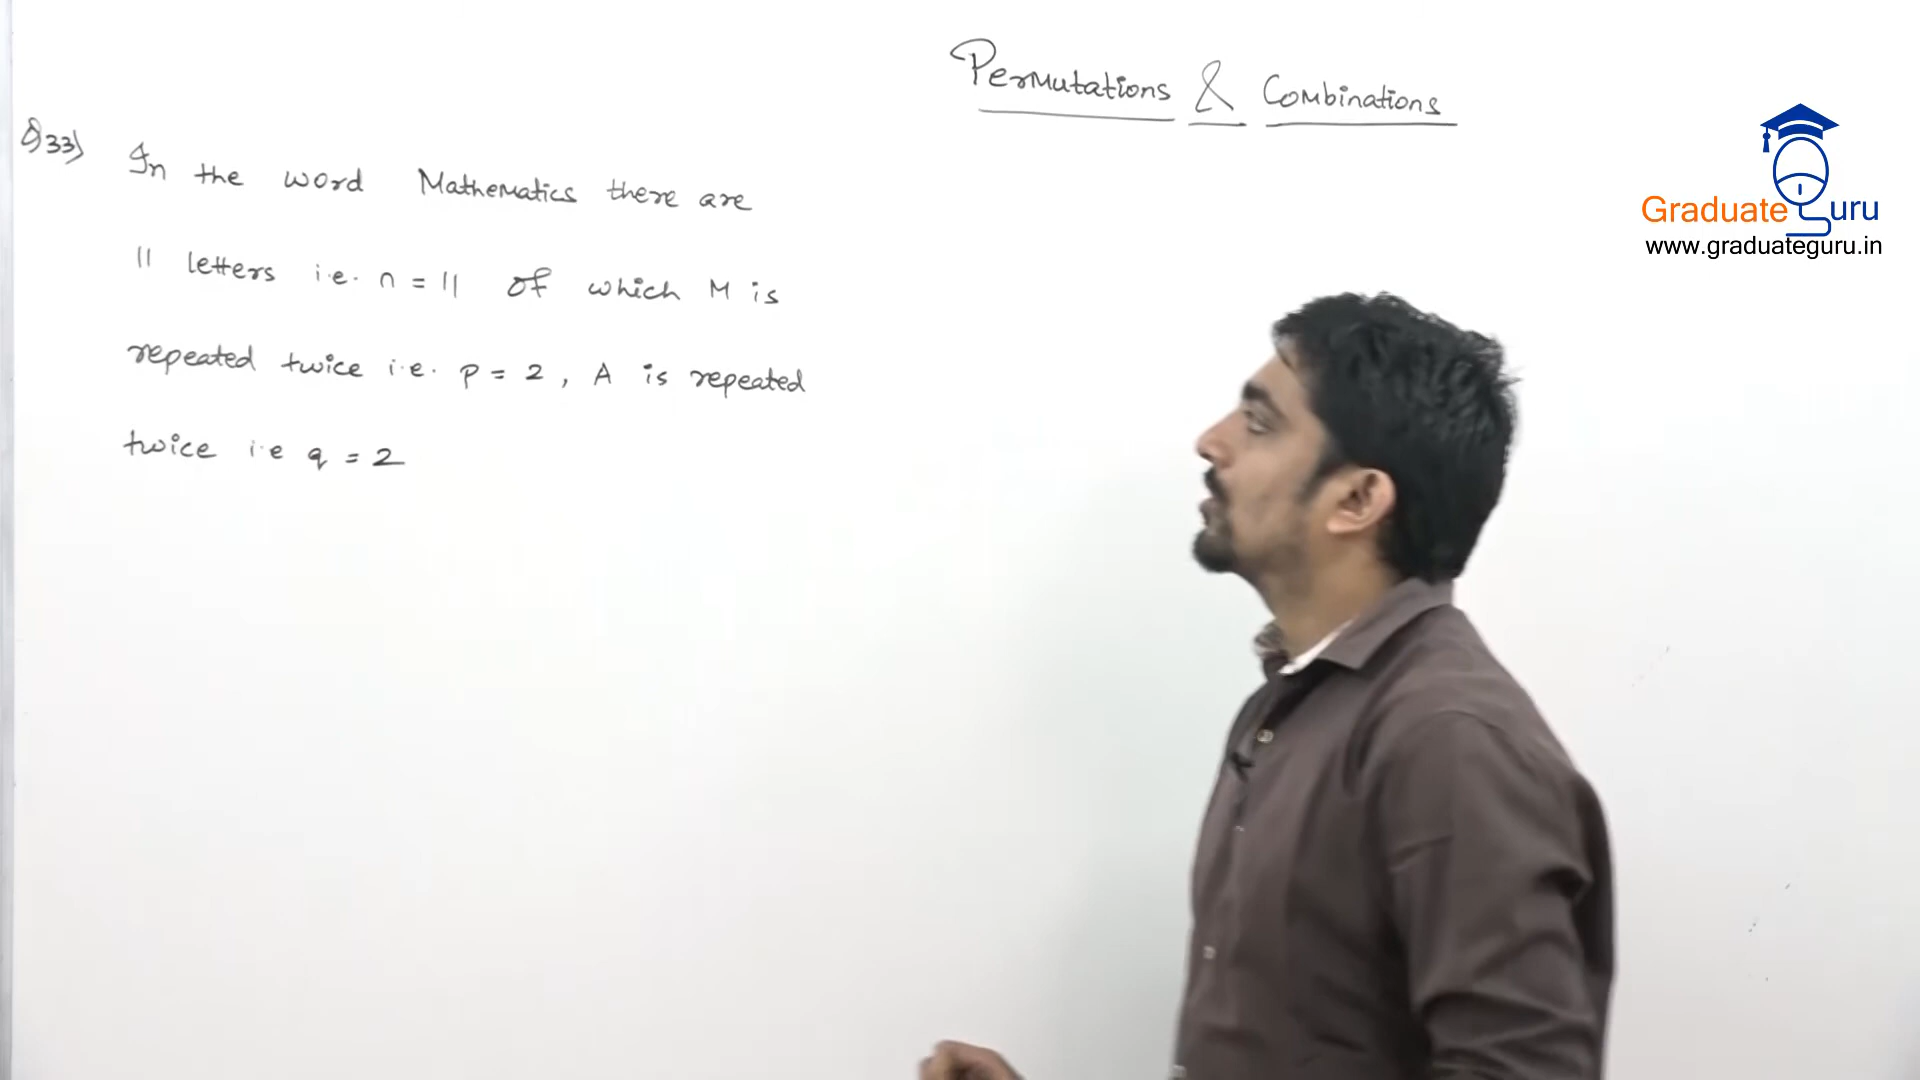 Permutations & Combinations
Q33) In the word Mathematics there are
11 letters i.e. n = 11 of which M is
repeated twice i.e. p = 2, A is repeated
twice i.e q = 2
Graduate Guru
www.graduateguru.in